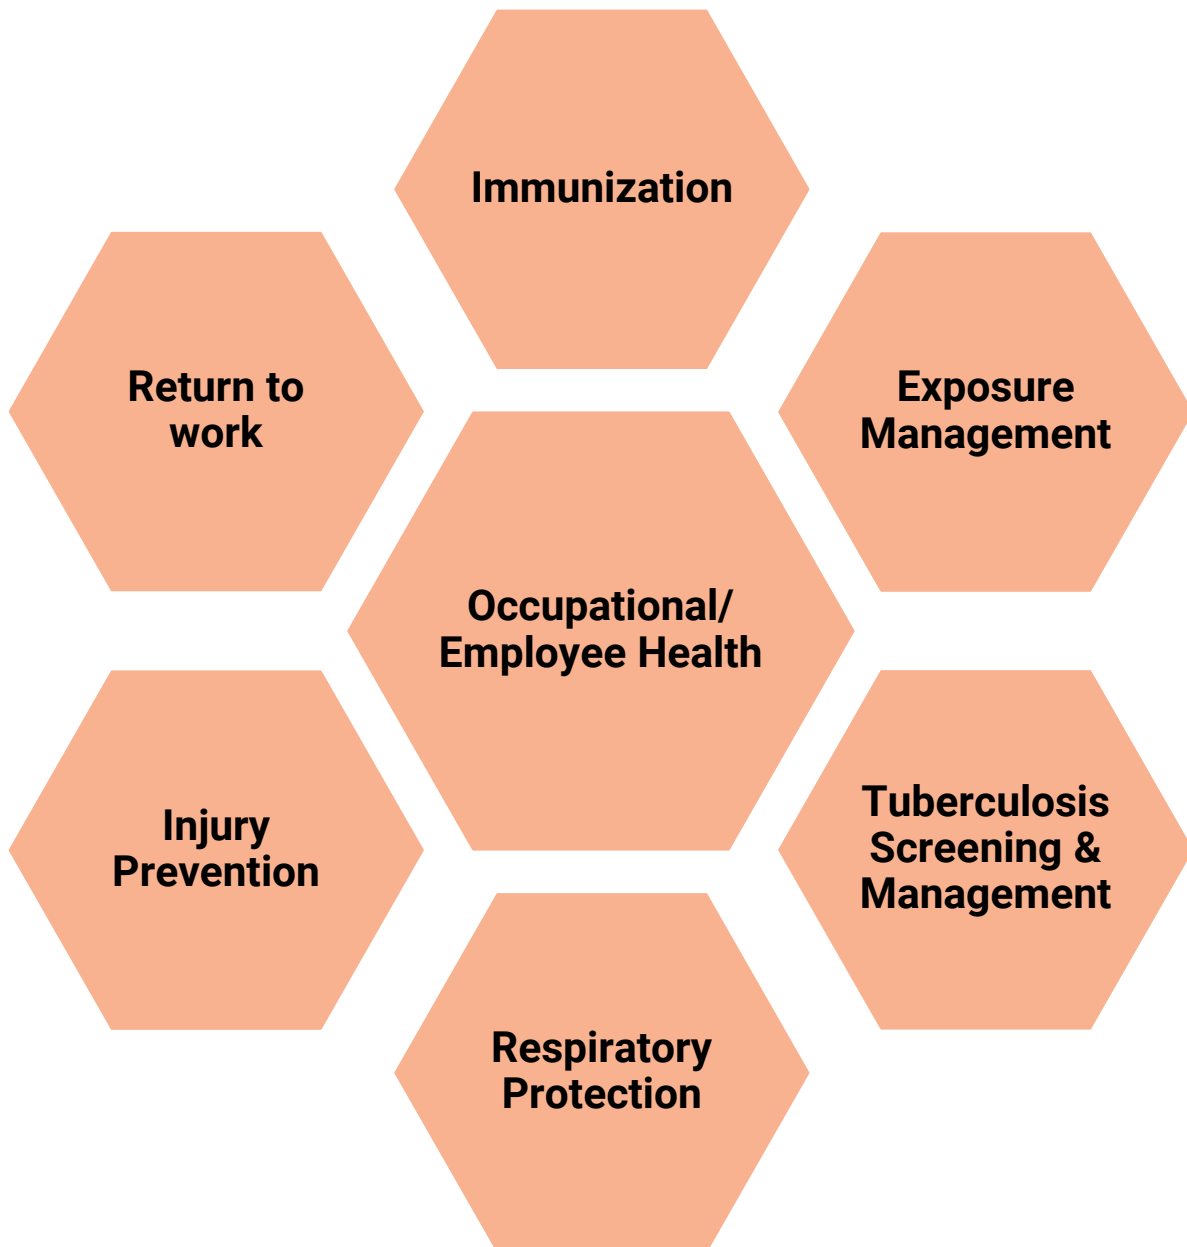 Immunization
Return to
work
Exposure
Management
Occupational/
Employee Health
Injury
Prevention
Tuberculosis
Screening &
Management
Respiratory
Protection